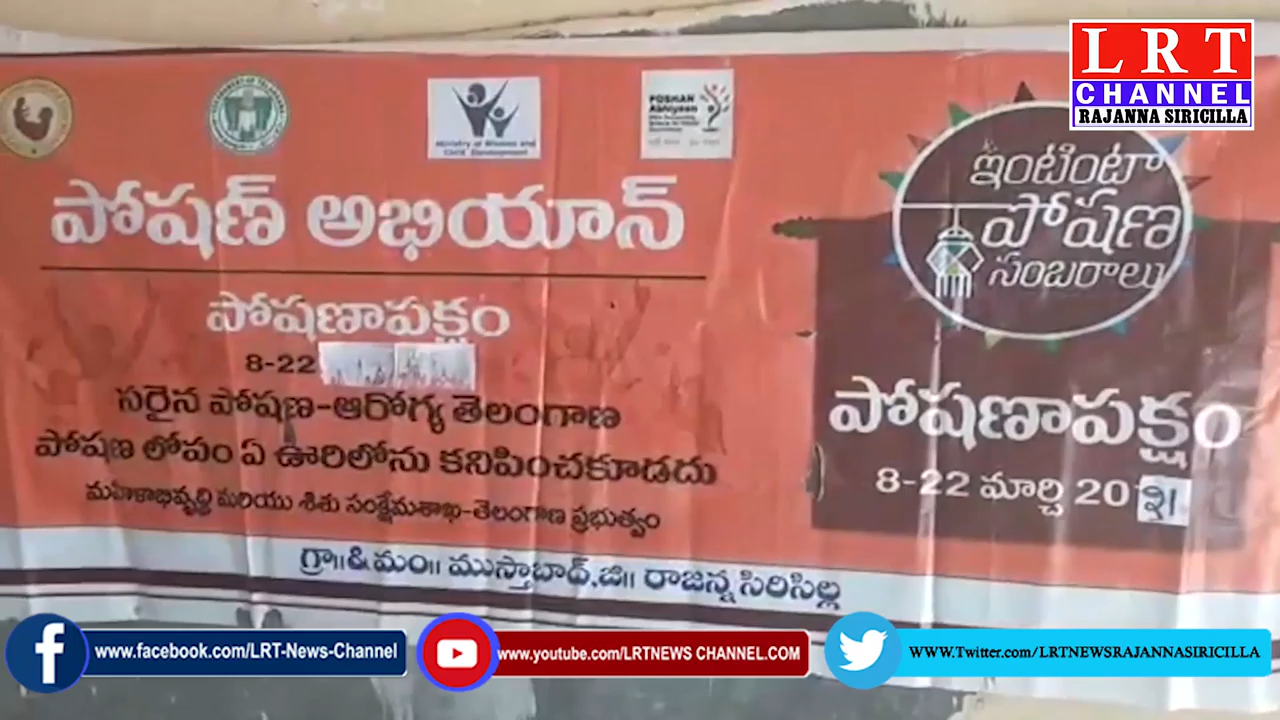 LRT
CHANNEL
RAJANNA SIRICILLA
Ministry of Women and
Child Development
POSHAN
Abhiyaan
పోషణ్ అభియాన్
పోషణాపక్షం
8-22
సరైన పోషణ-ఆరోగ్య తెలంగాణ
పోషణ లోపం ఏ ఊరిలోను కనిపించకూడదు
మహిళాభివృద్ధి మరియు శిశు సంక్షేమశాఖ-తెలంగాణ ప్రభుత్వం
ఇంటింటా
పోషణ
సంబరాలు
పోషణాపక్షం
8-22 మార్చి 2021
గ్రా॥&మం॥ ముస్తాబాద్,జి॥ రాజన్నసిరిసిల్ల
www.facebook.com/LRT-News-Channel
www.youtube.com/LRTNEWS CHANNEL.COM
WWW.Twitter.com/LRTNEWSRAJANNASIRICILLA